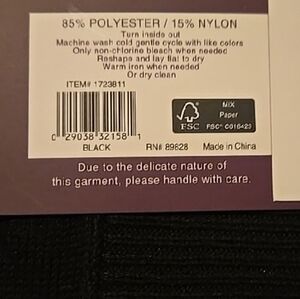 85% POLYESTER / 15% NYLON
Turn inside out
Machine wash cold gentle cycle with like colors
Only non-chlorine bleach when needed
Reshape and lay flat to dry
Warm iron when needed
Or dry clean
ITEM# 1723811
0 29038 32158 1
BLACK
FSC
MIX
Paper
FSC® C016423
RN# 89828
Made in China
Due to the delicate nature of
this garment, please handle with care.